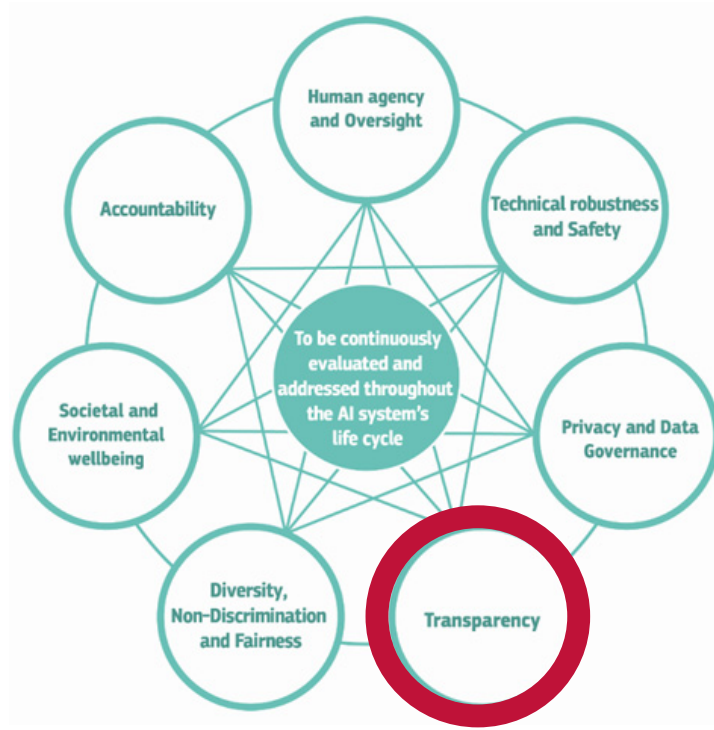 Human agency
and Oversight
Accountability
Technical robustness
and Safety
To be continuously
evaluated and
addressed throughout
the AI system's
life cycle
Societal and
Environmental
wellbeing
Privacy and Data
Governance
Diversity,
Non-Discrimination
and Fairness
Transparency